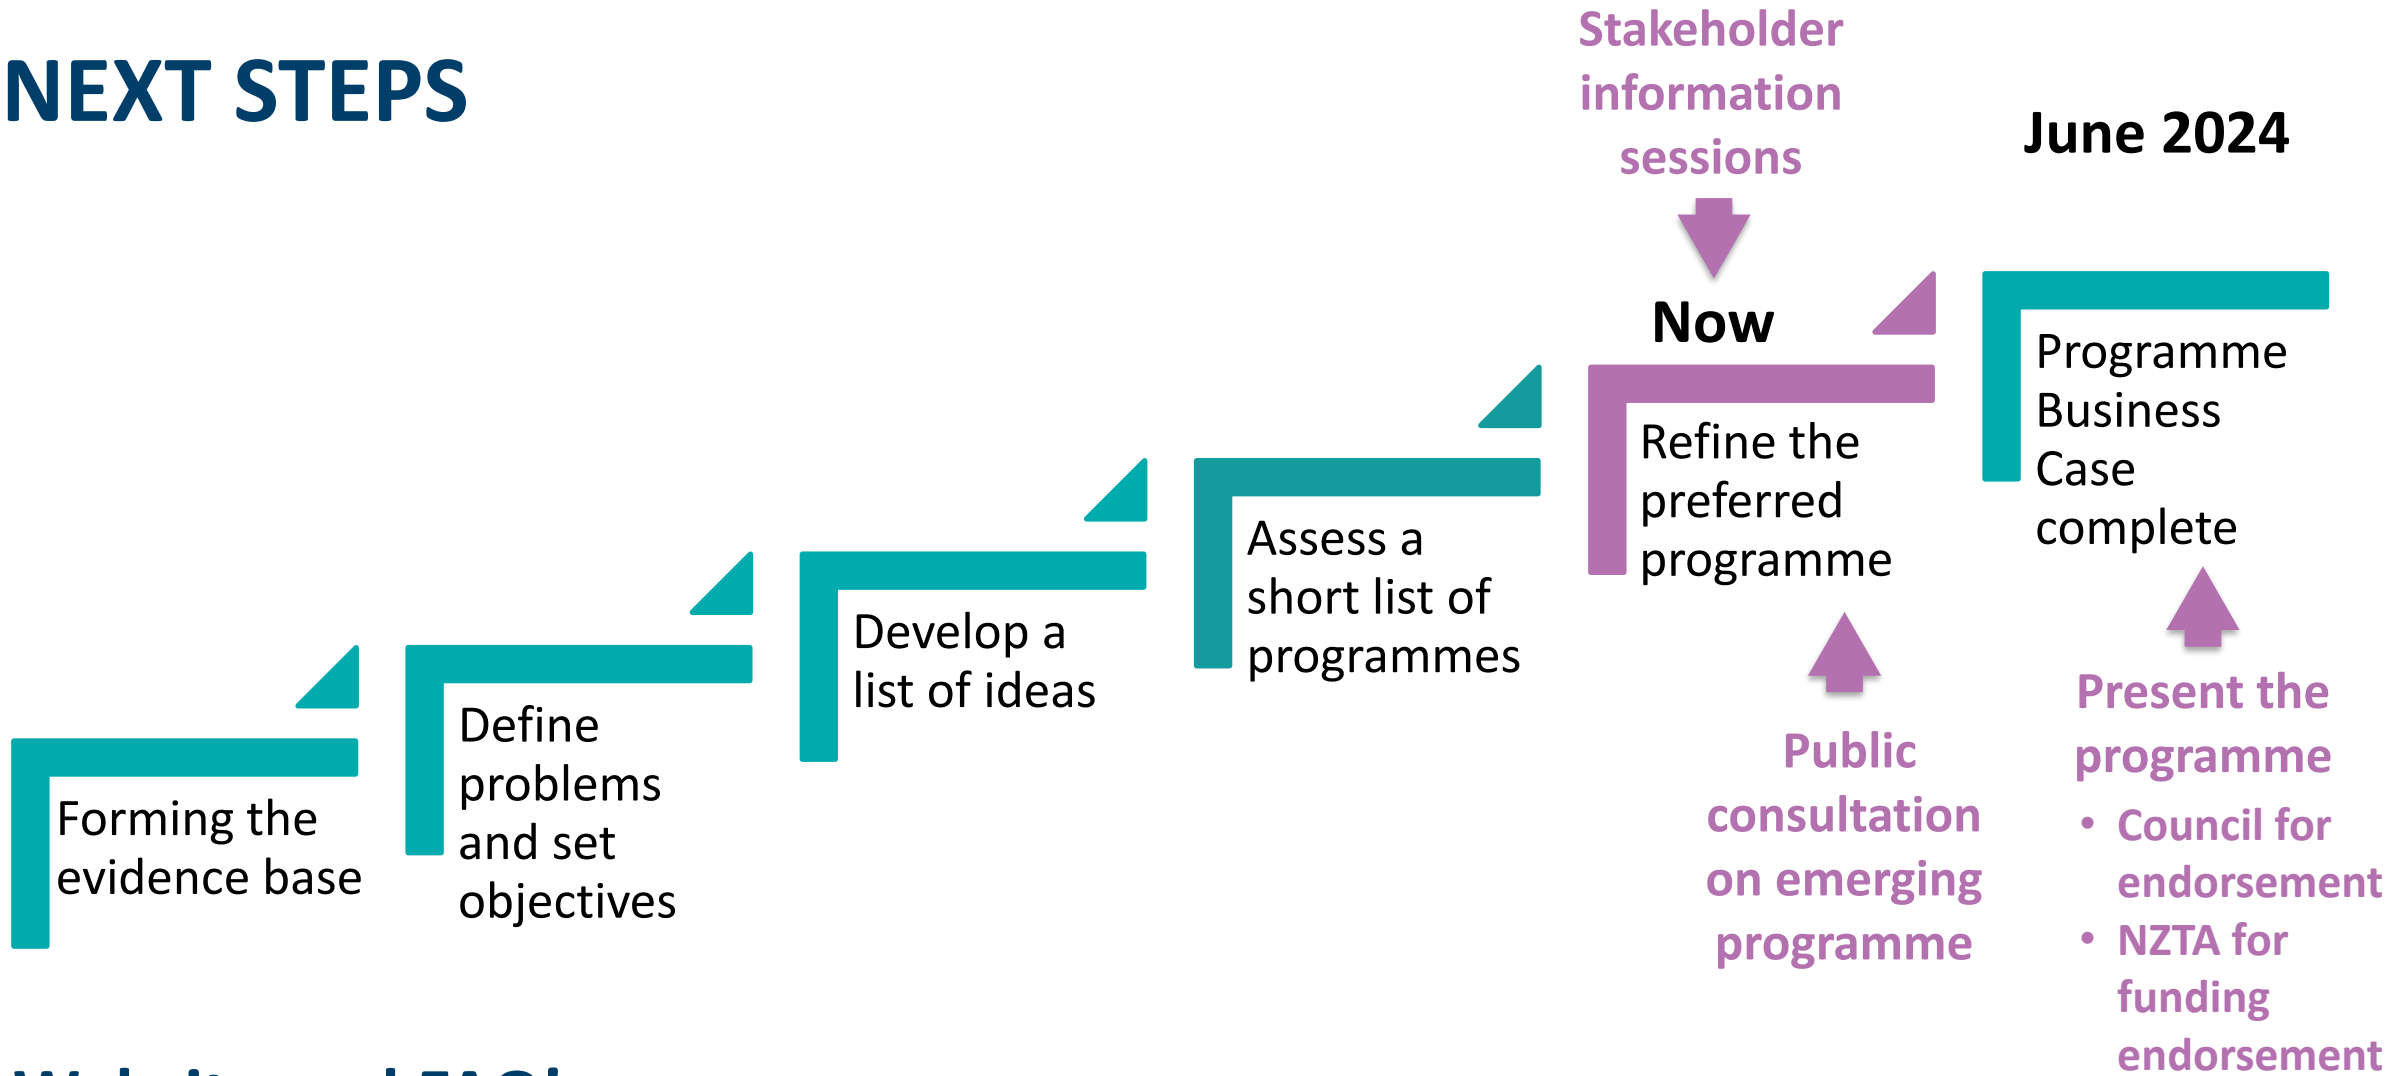 NEXT STEPS
Stakeholder
information
sessions
June 2024
Now
Forming the
evidence base
Define
problems
and set
objectives
Develop a
list of ideas
Assess a
short list of
programmes
Refine the
preferred
programme
Programme
Business
Case
complete
Public
consultation
on emerging
programme
Present the
programme
• Council for
endorsement
• NZTA for
funding
endorsement